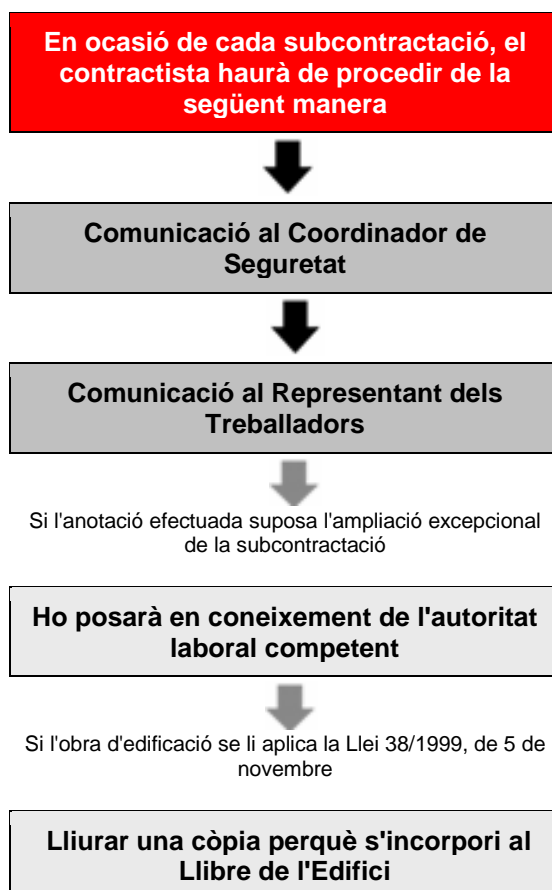 En ocasió de cada subcontractació, el
contractista haurà de procedir de la
següent manera
Comunicació al Coordinador de
Seguretat
Comunicació al Representant dels
Treballadors
Si l'anotació efectuada suposa l'ampliació excepcional
de la subcontractació
Ho posarà en coneixement de l'autoritat
laboral competent
Si l'obra d'edificació se li aplica la Llei 38/1999, de 5 de
novembre
Lliurar una còpia perquè s'incorpori al
Llibre de l'Edifici